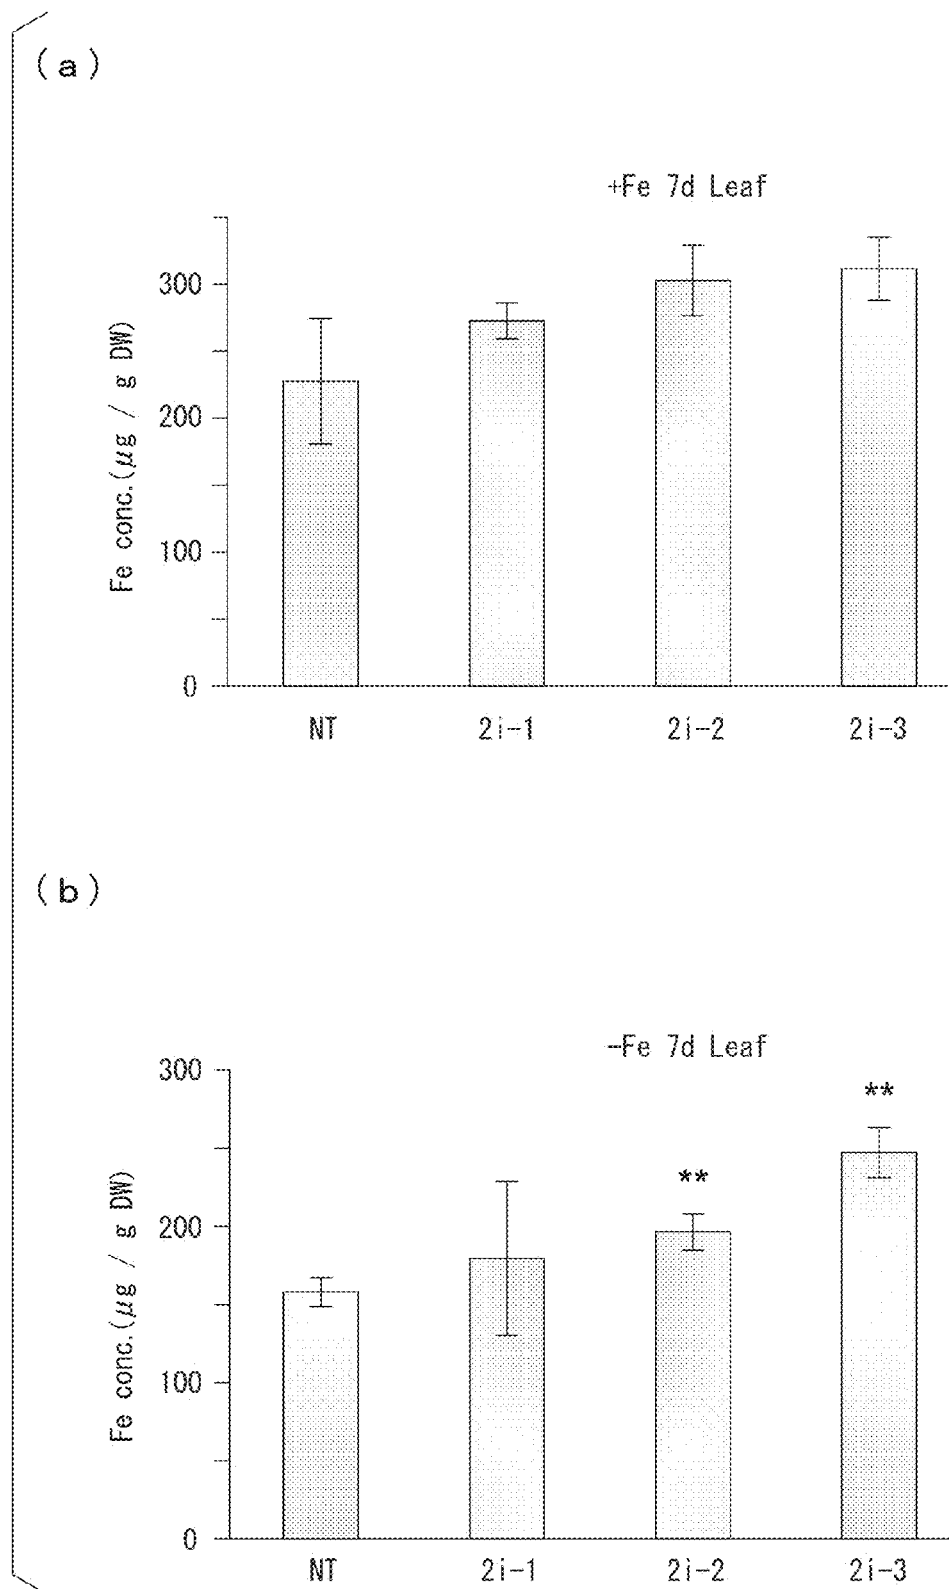 (a)
+Fe 7d Leaf
Fe conc.(μg / g DW)
300
200
100
0
NT 2i-1 2i-2 2i-3
(b)
-Fe 7d Leaf
Fe conc.(μg / g DW)
300
200
100
0
** **
NT 2i-1 2i-2 2i-3